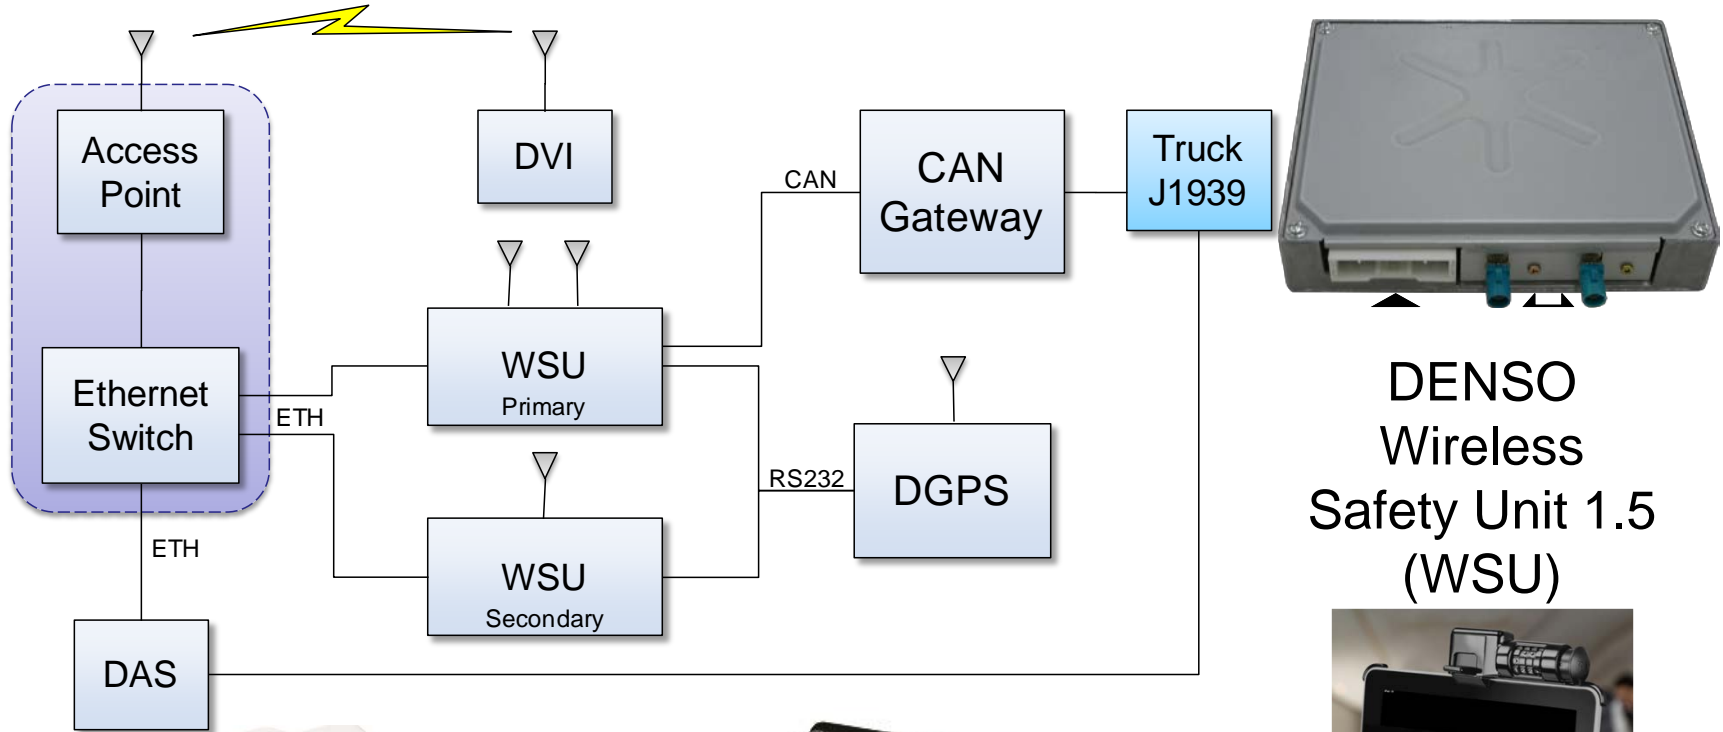 Access
Point
DVI
CAN
CAN
Gateway
Truck
J1939
Ethernet
Switch
ETH
WSU
Primary
RS232
DGPS
ETH
WSU
Secondary
DAS
DENSO
Wireless
Safety Unit 1.5
(WSU)